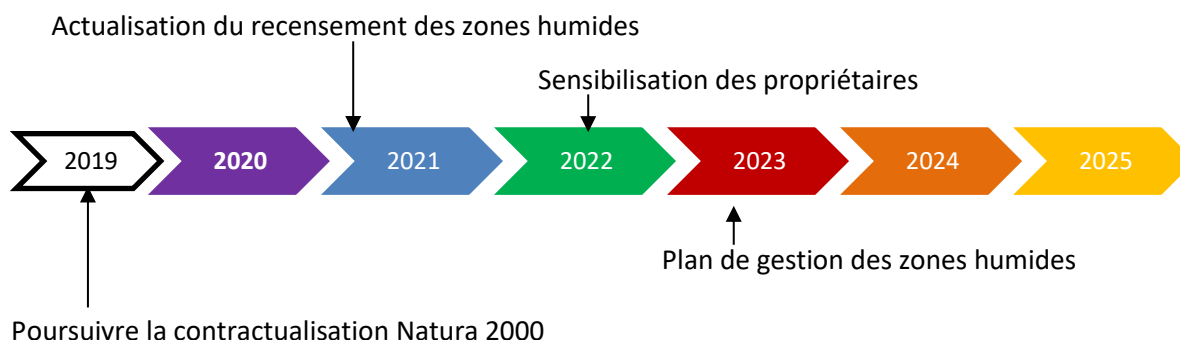 Actualisation du recensement des zones humides
Sensibilisation des propriétaires
2019 2020 2021 2022 2023 2024 2025
Plan de gestion des zones humides
Poursuivre la contractualisation Natura 2000